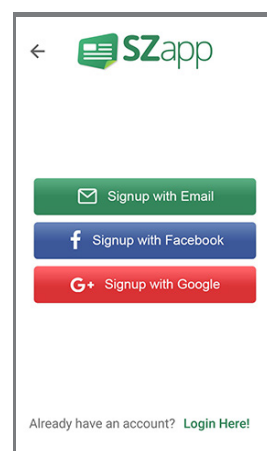 SZapp
Signup with Email
Signup with Facebook
G+ Signup with Google
Already have an account? Login Here!